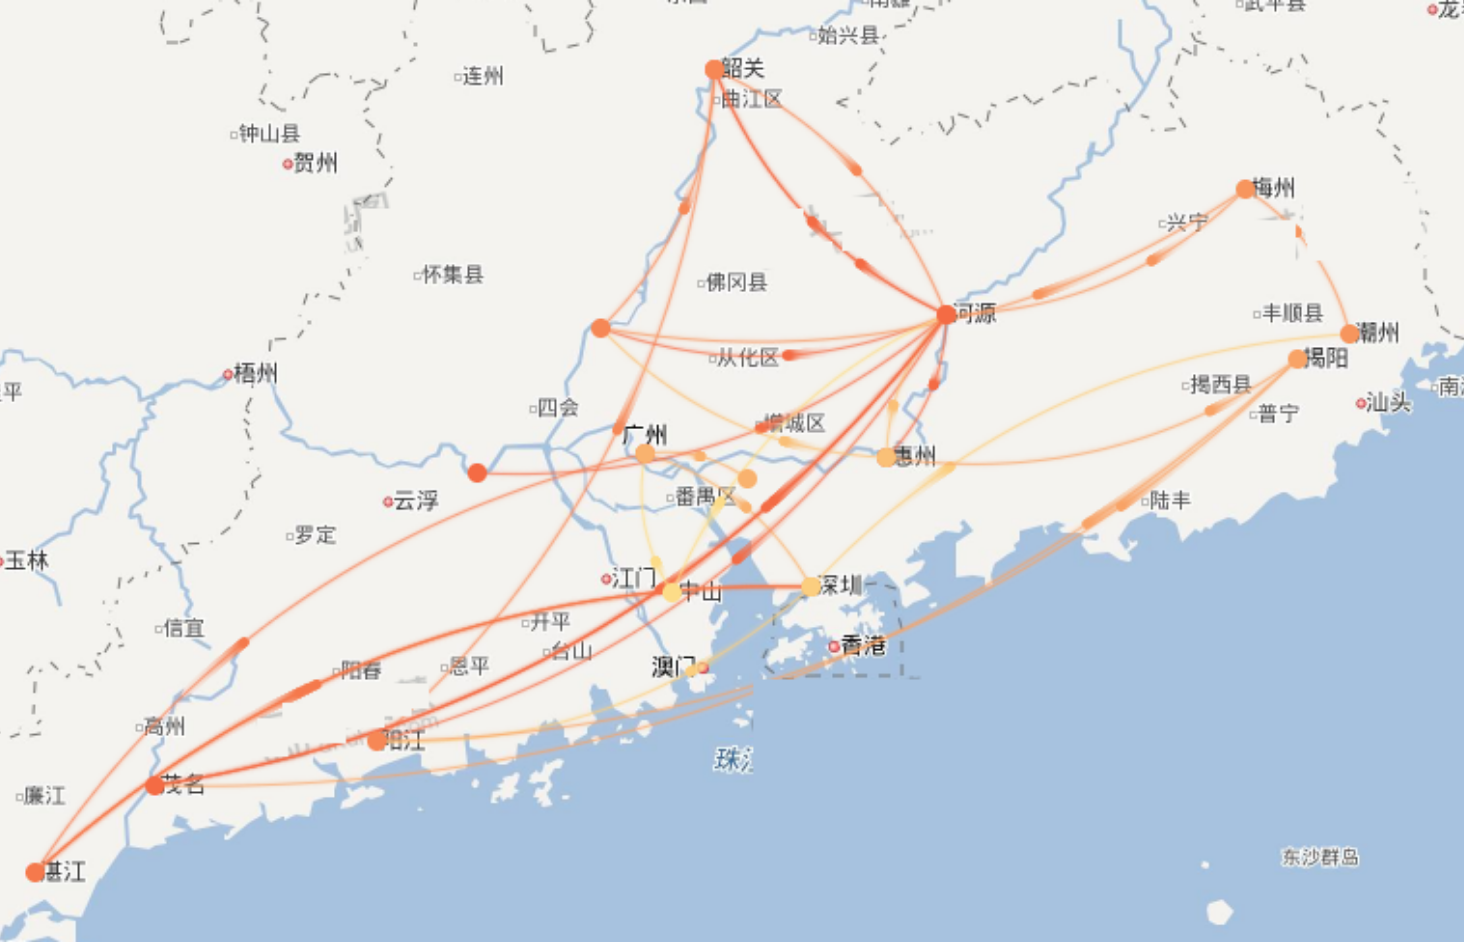 武平县
始兴县
韶关
连州
曲江区
钟山县
贺州
梅州
兴宁
怀集县
佛冈县
河源
丰顺县
潮州
从化区
揭阳
梧州
平
揭西县
南
四会
汕头
增城区
普宁
广州
惠州
番禺区
云浮
陆丰
罗定
玉林
江门
中山
深圳
开平
信宜
台山
香港
阳春
恩平
澳门
高州
阳江
珠江
茂名
廉江
东沙群岛
湛江